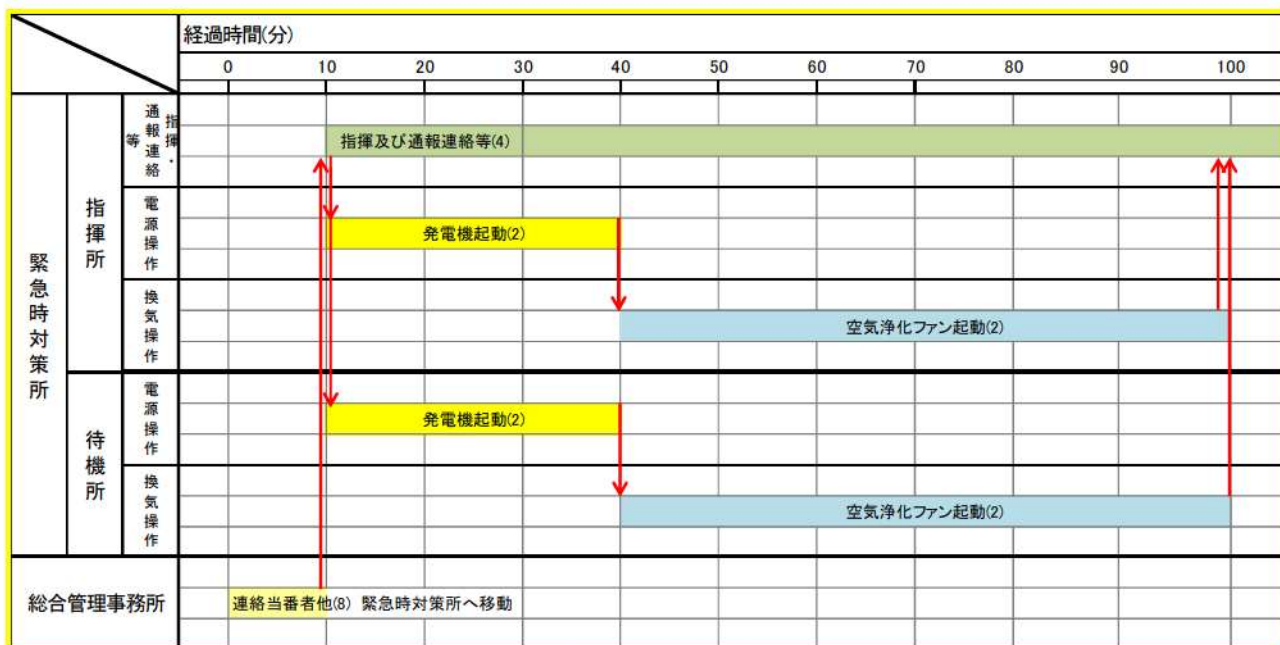 経過時間(分)
0 10 20 30 40 50 60 70 80 90 100
緊急時対策所
指揮所
指揮・
通報連絡
等
指揮及び通報連絡等(4)
電源操作
発電機起動(2)
換気操作
空気浄化ファン起動(2)
待機所
電源操作
発電機起動(2)
換気操作
空気浄化ファン起動(2)
総合管理事務所
連絡当番者他(8) 緊急時対策所へ移動